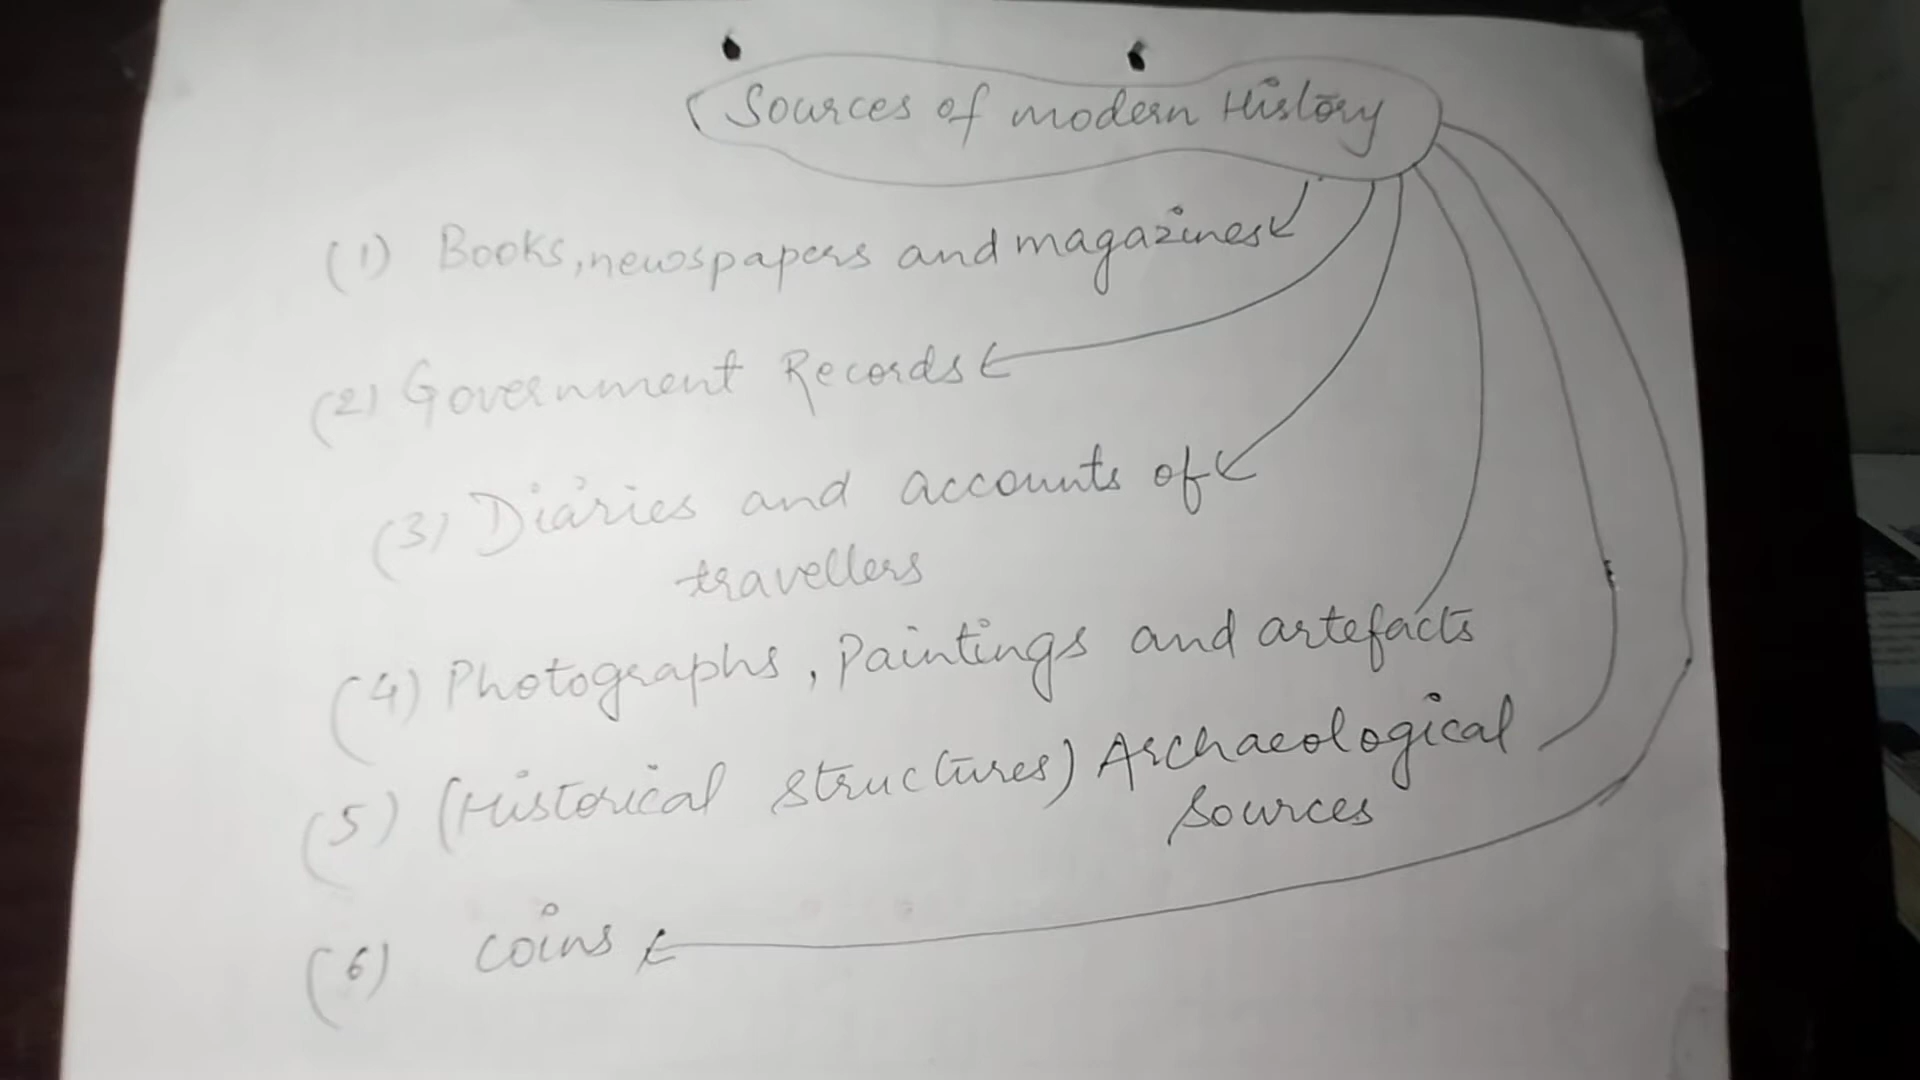 Sources of modern History
(1) Books, newspapers and magazines
(2) Government Records
(3) Diaries and accounts of
travellers
(4) Photographs, Paintings and artefacts
(5) (Historical structures) Archaeological
Sources
(6) coins